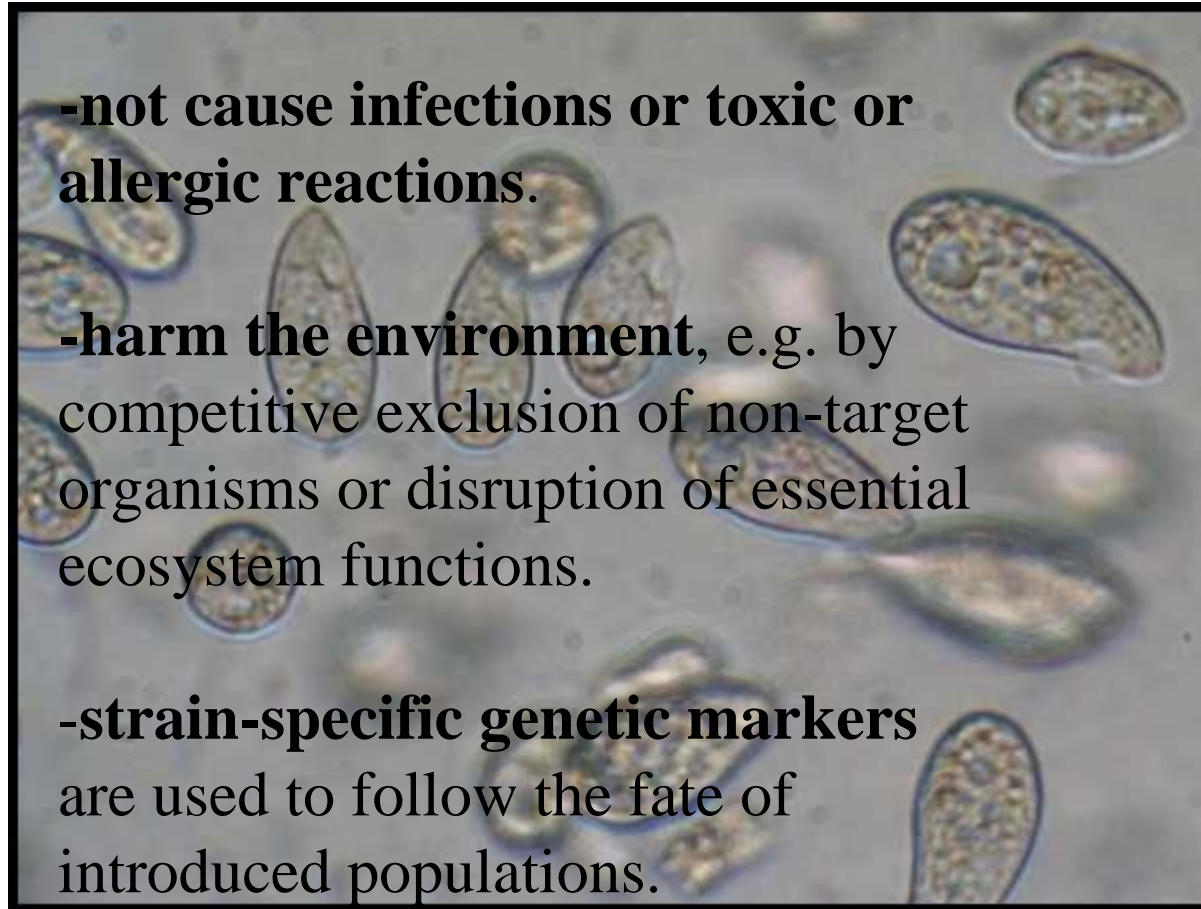 -not cause infections or toxic or
allergic reactions.
-harm the environment, e.g. by
competitive exclusion of non-target
organisms or disruption of essential
ecosystem functions.
-strain-specific genetic markers
are used to follow the fate of
introduced populations.